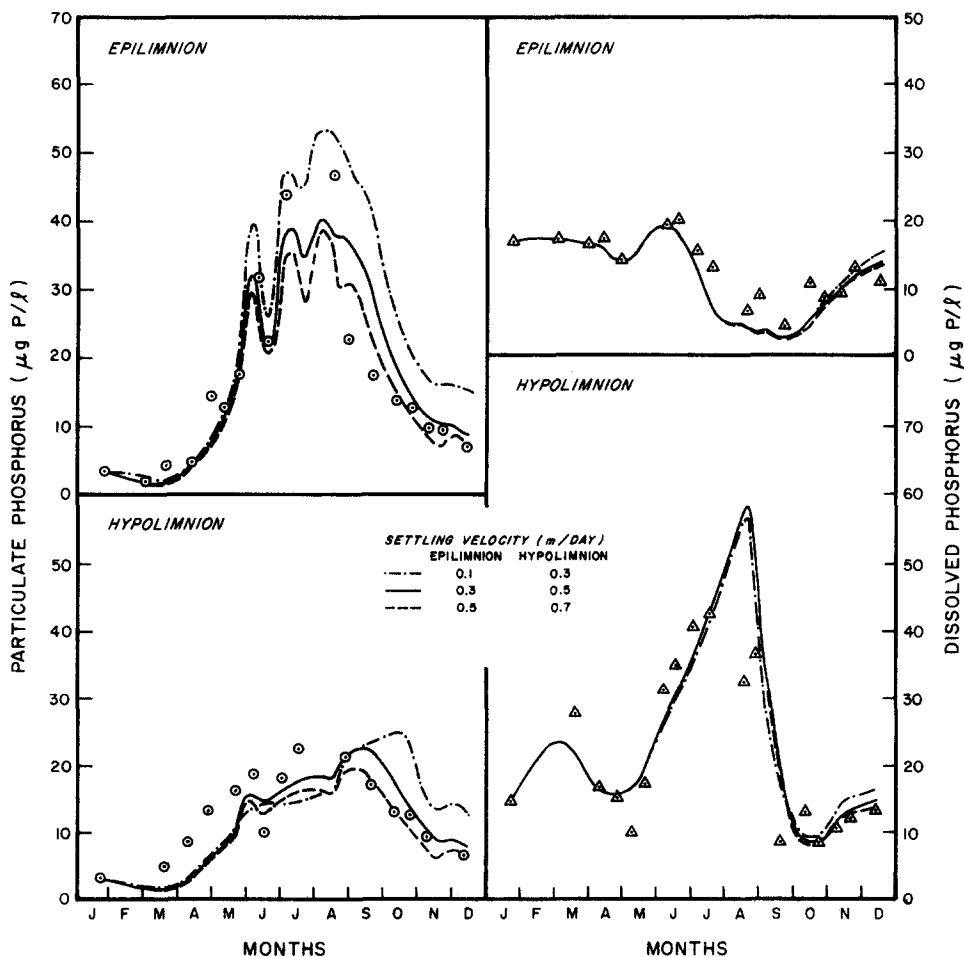 70
60
50
40
30
20
10
0
EPILIMNION
50
40
30
20
10
0
EPILIMNION
PARTICULATE PHOSPHORUS (μg P/ℓ)
DISSOLVED PHOSPHORUS (μg P/ℓ)
50
40
30
20
10
0
HYPOLIMNION
70
60
50
40
30
20
10
0
HYPOLIMNION
SETTLING VELOCITY (m/DAY)
EPILIMNION HYPOLIMNION
0.1 0.3
0.3 0.5
0.5 0.7
J F M A M J J A S O N D
MONTHS
J F M A M J J A S O N D
MONTHS